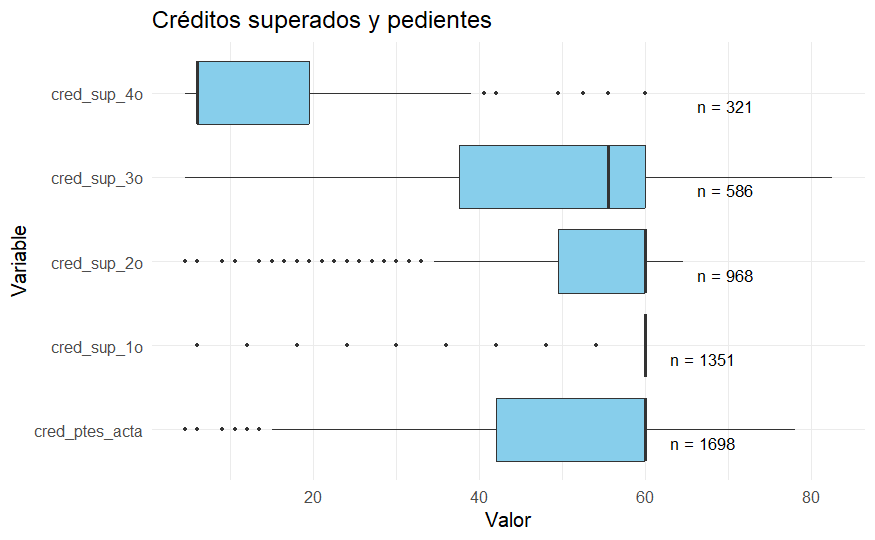 Créditos superados y pedientes
Variable
cred_sup_4o
n = 321
cred_sup_3o
n = 586
cred_sup_2o
n = 968
cred_sup_1o
n = 1351
cred_ptes_acta
n = 1698
20 40 60 80
Valor